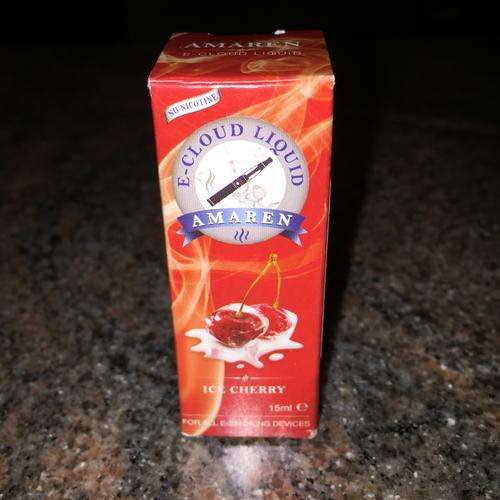 AMAREN
E-CLOUD LIQUID
NO NICOTINE
E-CLOUD LIQUID
AMAREN
ICE CHERRY
15ml ℮
FOR ALL E-SMOKING DEVICES